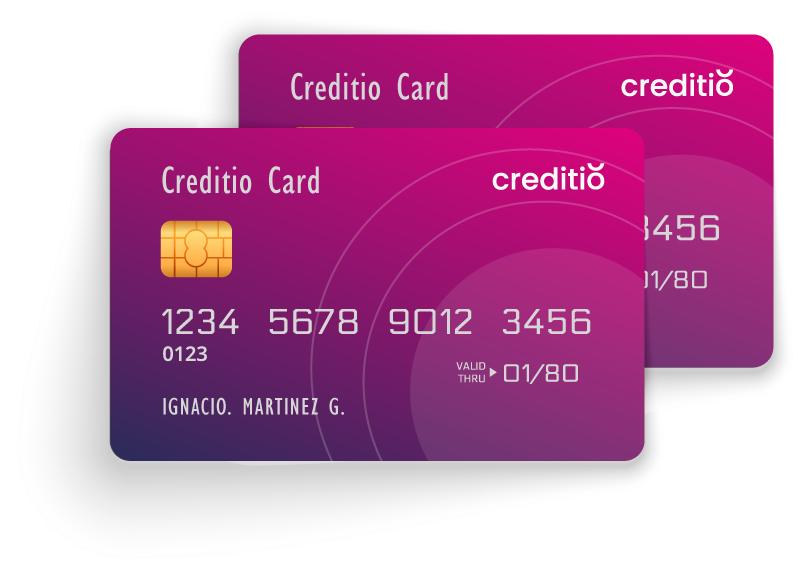 Creditio Card creditio
Creditio Card creditio
3456
01/80
1234 5678 9012 3456
0123
VALID
THRU 01/80
IGNACIO. MARTINEZ G.